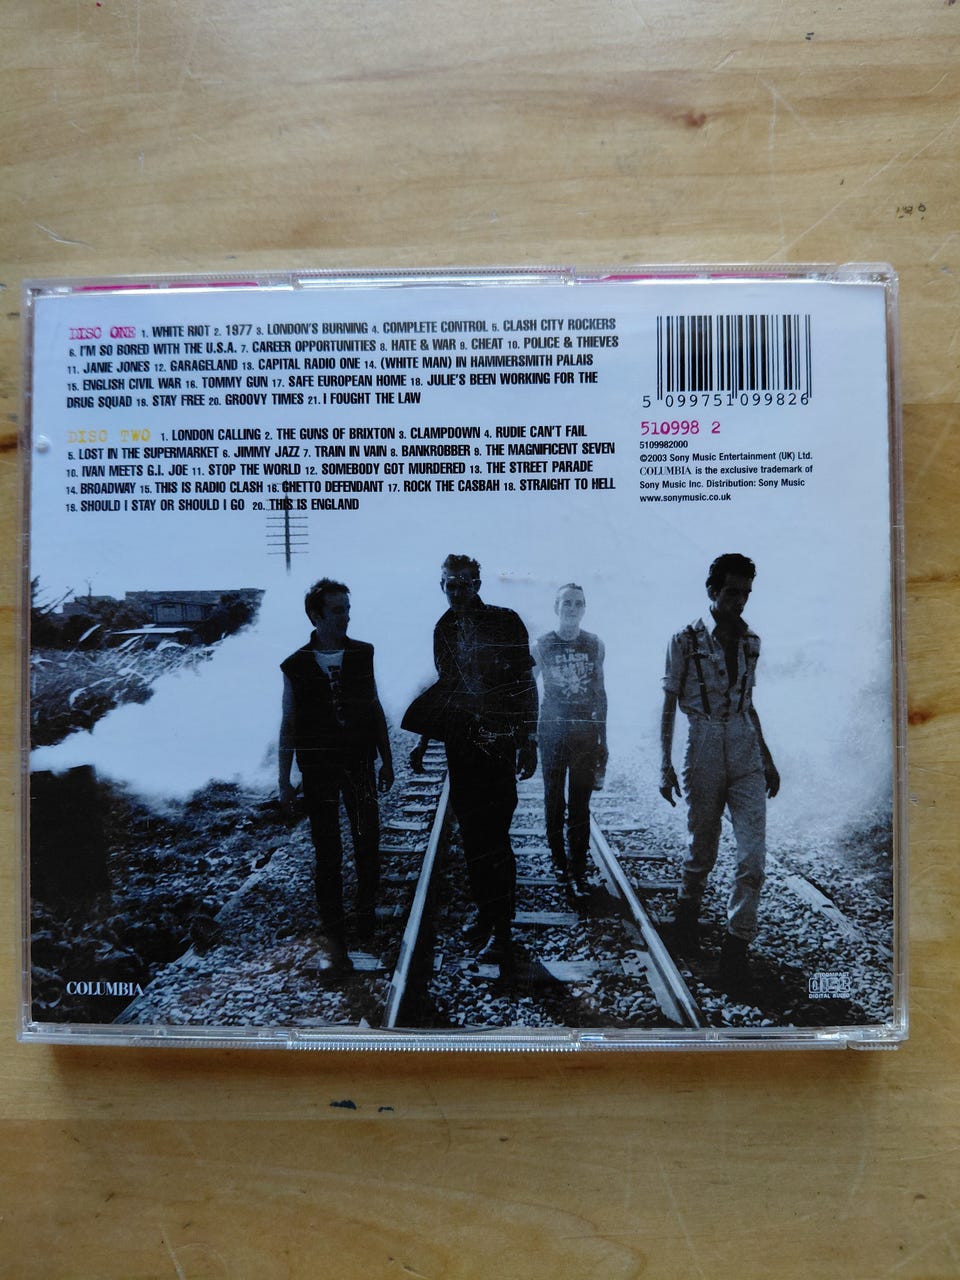 DISC ONE 1. WHITE RIOT 2. 1977 3. LONDON'S BURNING 4. COMPLETE CONTROL 5. CLASH CITY ROCKERS
6. I'M SO BORED WITH THE U.S.A. 7. CAREER OPPORTUNITIES 8. HATE & WAR 9. CHEAT 10. POLICE & THIEVES
11. JANIE JONES 12. GARAGELAND 13. CAPITAL RADIO ONE 14. (WHITE MAN) IN HAMMERSMITH PALAIS
15. ENGLISH CIVIL WAR 16. TOMMY GUN 17. SAFE EUROPEAN HOME 18. JULIE'S BEEN WORKING FOR THE
DRUG SQUAD 19. STAY FREE 20. GROOVY TIMES 21. I FOUGHT THE LAW
DISC TWO 1. LONDON CALLING 2. THE GUNS OF BRIXTON 3. CLAMPDOWN 4. RUDIE CAN'T FAIL
5. LOST IN THE SUPERMARKET 6. JIMMY JAZZ 7. TRAIN IN VAIN 8. BANKROBBER 9. THE MAGNIFICENT SEVEN
10. IVAN MEETS G.I. JOE 11. STOP THE WORLD 12. SOMEBODY GOT MURDERED 13. THE STREET PARADE
14. BROADWAY 15. THIS IS RADIO CLASH 16. GHETTO DEFENDANT 17. ROCK THE CASBAH 18. STRAIGHT TO HELL
19. SHOULD I STAY OR SHOULD I GO 20. THIS IS ENGLAND
5 099751 099826
510998 2
5109982000
©2003 Sony Music Entertainment (UK) Ltd.
COLUMBIA is the exclusive trademark of
Sony Music Inc. Distribution: Sony Music
www.sonymusic.co.uk
THE
CLASH
COLUMBIA
COMPACT
disc
DIGITAL AUDIO